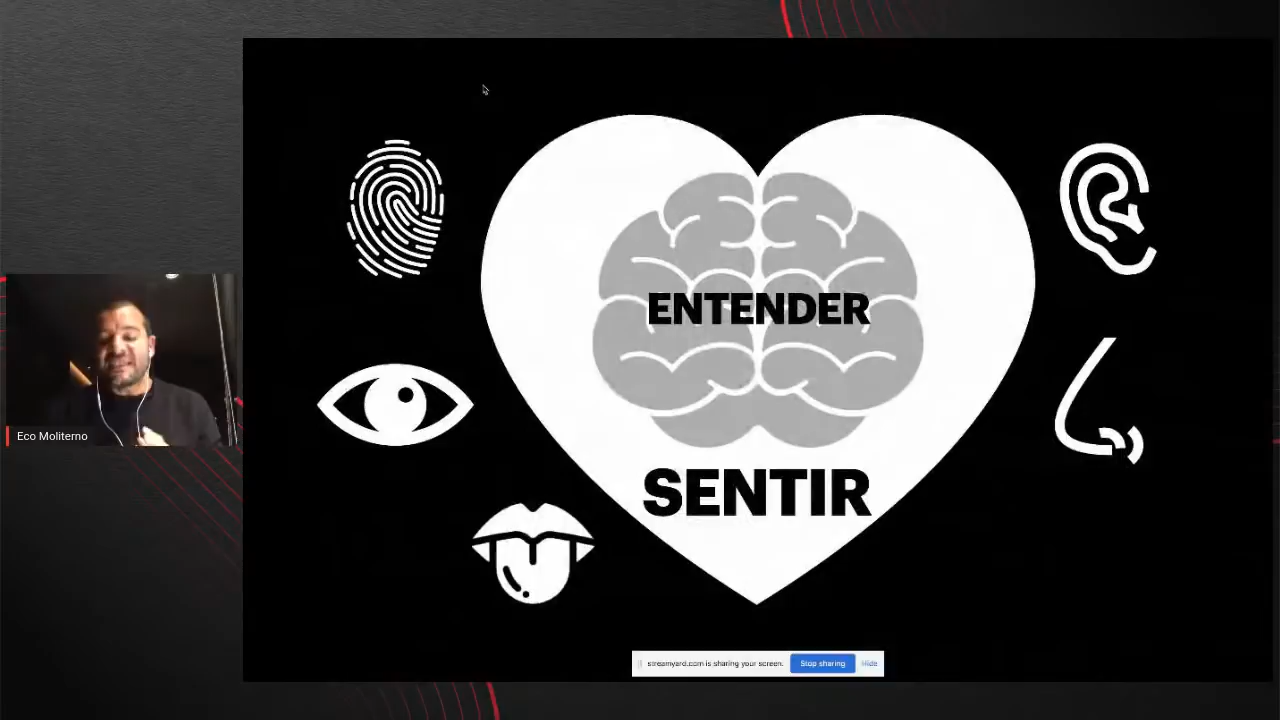 ENTENDER
SENTIR
Eco Moliterno
streamyard.com is sharing your screen. Stop sharing Hide